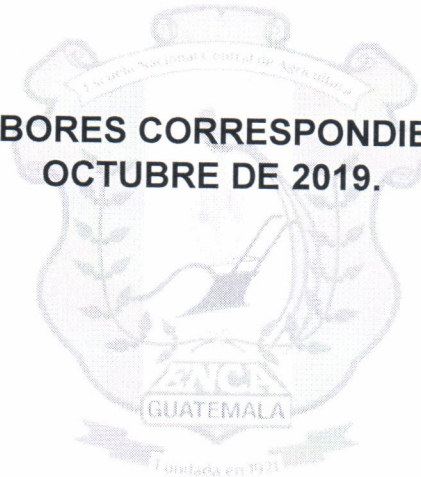 Escuela Nacional Central de Agricultura
BORES CORRESPONDIE
OCTUBRE DE 2019.
ENCA
GUATEMALA
Fundada en 1921